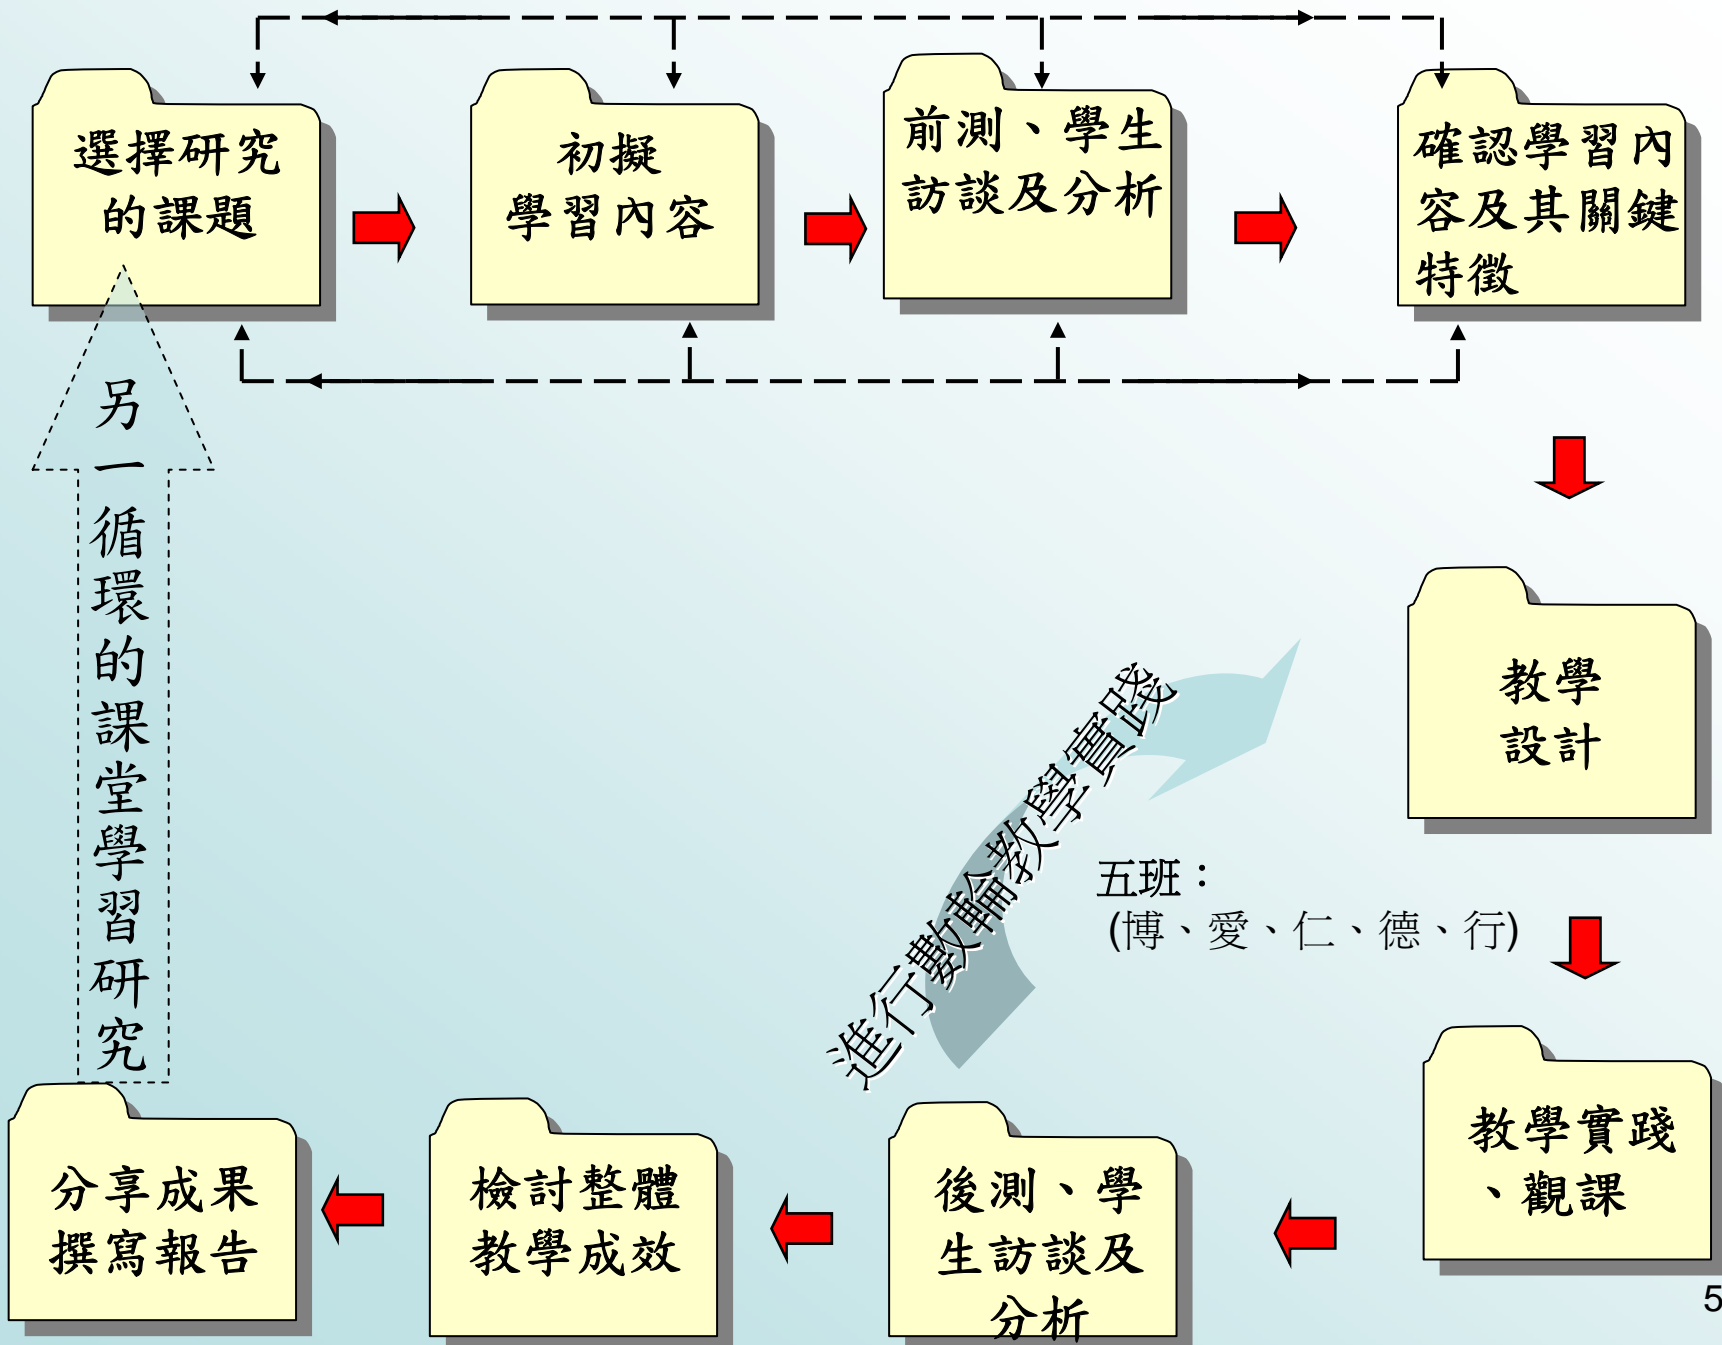 選擇研究
的課題
初擬
學習內容
前測、學生
訪談及分析
確認學習內
容及其關鍵
特徵
另一循環的課堂學習研究
教學
設計
進行數輪教學實踐
五班：
(博、愛、仁、德、行)
教學實踐
、觀課
後測、學
生訪談及
分析
檢討整體
教學成效
分享成果
撰寫報告
5